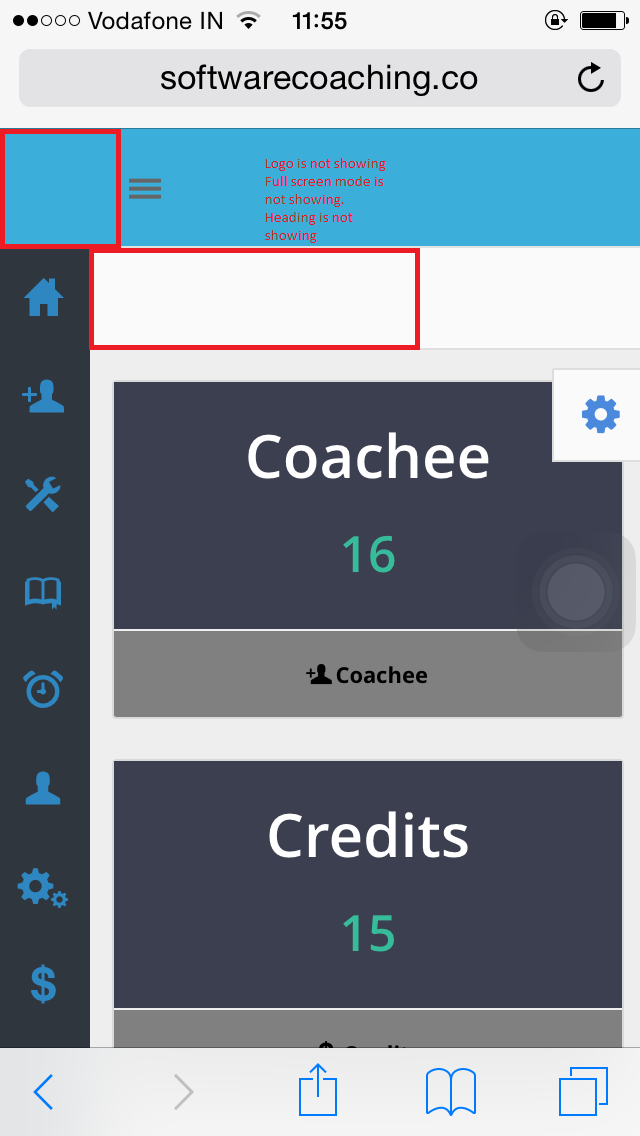 Vodafone IN 11:55
softwarecoaching.co
Logo is not showing
Full screen mode is
not showing.
Heading is not
showing
Coachee
16
Coachee
Credits
15